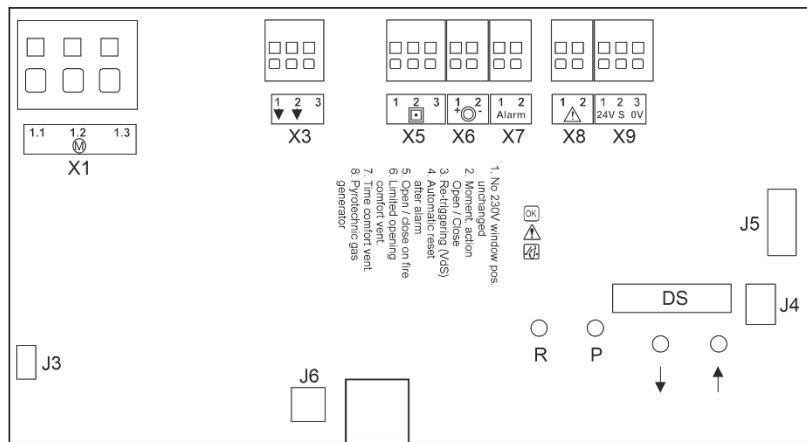 1.1 1.2 1.3
M
X1
1 2 3
X3
1 2 3
X5
1 2
+ -
X6
1 2
Alarm
X7
1 2
X8
1 2 3
24V S 0V
X9
1. No 230V window pos.
unchanged
2. Moment. action
Open / Close
3. Re-triggering (VdS)
4. Automatic reset
5. Open / close on fire
after alarm
6. Limited opening
comfort vent.
7. Time comfort vent.
8. Pyrotechnic gas
generator
OK
J5
DS
J4
R
P
J3
J6